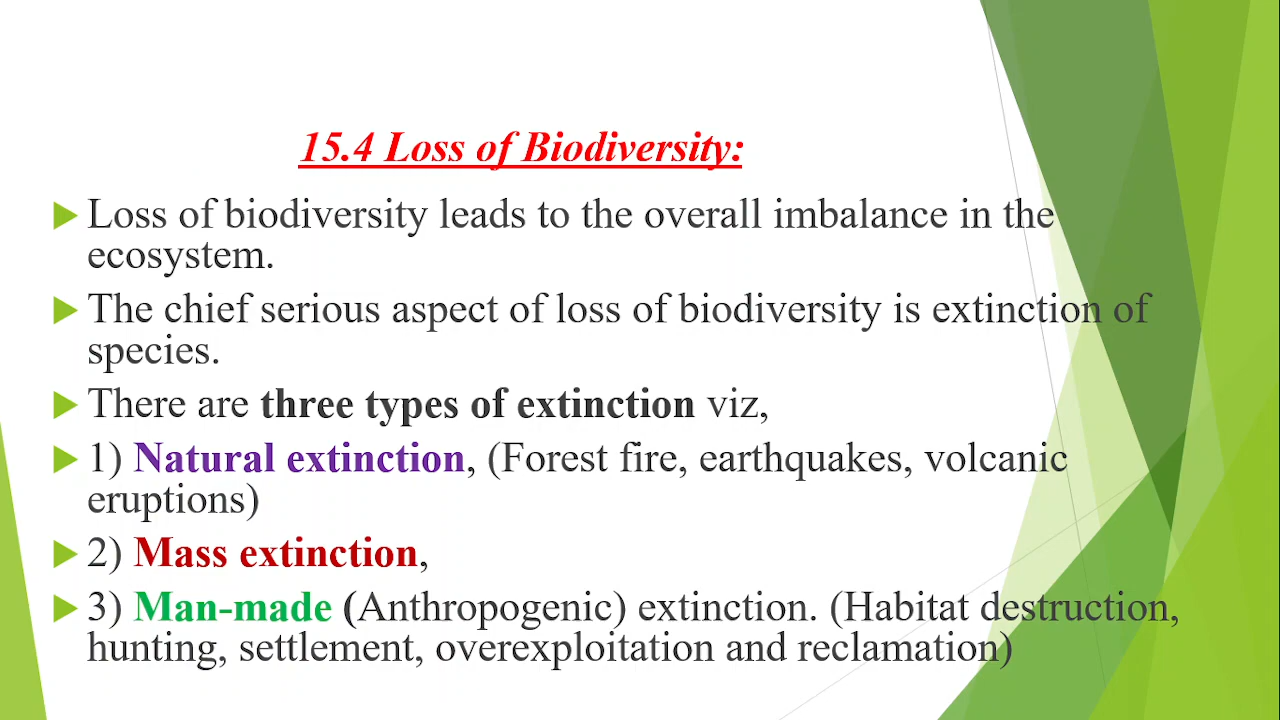 15.4 Loss of Biodiversity:
Loss of biodiversity leads to the overall imbalance in the
ecosystem.
The chief serious aspect of loss of biodiversity is extinction of
species.
There are three types of extinction viz,
1) Natural extinction, (Forest fire, earthquakes, volcanic
eruptions)
2) Mass extinction,
3) Man-made (Anthropogenic) extinction. (Habitat destruction,
hunting, settlement, overexploitation and reclamation)